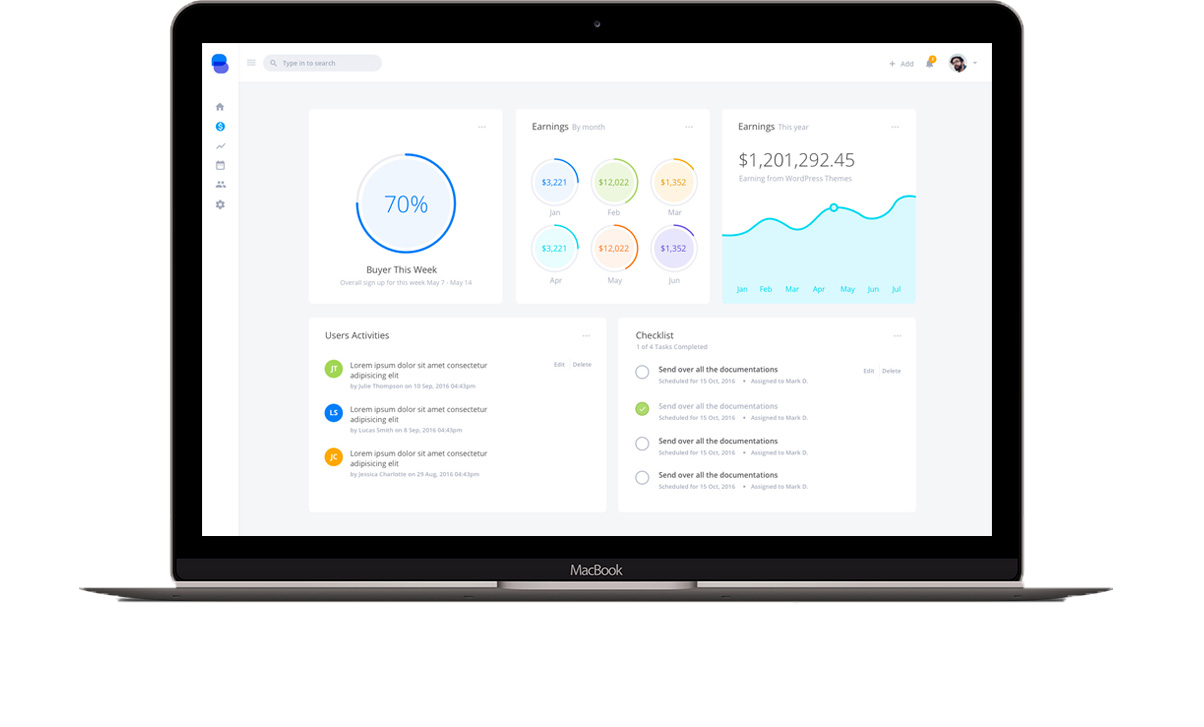 Type in to search
+ Add
Earnings By month
Earnings This year
$1,201,292.45
Earning from WordPress Themes
70%
$3,221
$12,022
$1,352
Jan
Feb
Mar
$3,221
$12,022
$1,352
Apr
May
Jun
Buyer This Week
Overall sign up for this week May 7 - May 14
Jan Feb Mar Apr May Jun Jul
Users Activities
JT
Lorem ipsum dolor sit amet consectetur
adipisicing elit
by Julie Thompson on 10 Sep, 2016 04:43pm
Edit Delete
LS
Lorem ipsum dolor sit amet consectetur
adipisicing elit
by Lucas Smith on 8 Sep, 2016 04:43pm
JC
Lorem ipsum dolor sit amet consectetur
adipisicing elit
by Jessica Charlotte on 29 Aug, 2016 04:43pm
Checklist
1 of 4 Tasks Completed
Send over all the documentations
Scheduled for 15 Oct, 2016 • Assigned to Mark D.
Edit Delete
Send over all the documentations
Scheduled for 15 Oct, 2016 • Assigned to Mark D.
Send over all the documentations
Scheduled for 15 Oct, 2016 • Assigned to Mark D.
Send over all the documentations
Scheduled for 15 Oct, 2016 • Assigned to Mark D.
MacBook